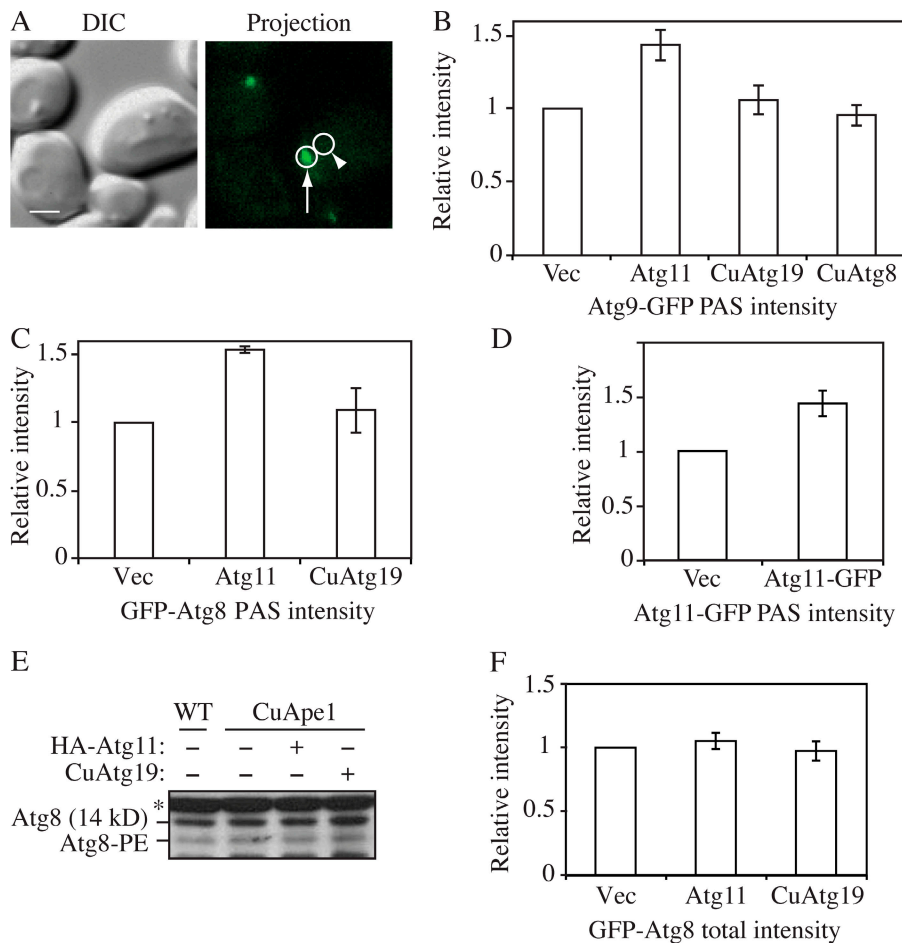 A
DIC
Projection
B
Relative intensity
1.5
1
0.5
0
Vec
Atg11
CuAtg19
CuAtg8
Atg9-GFP PAS intensity
C
Relative intensity
1.5
1
0.5
0
Vec
Atg11
CuAtg19
GFP-Atg8 PAS intensity
D
Relative intensity
1.5
1
0.5
0
Vec
Atg11-GFP
Atg11-GFP PAS intensity
E
WT CuApe1
HA-Atg11: – – + –
CuAtg19: – – – +
*
Atg8 (14 kD)
Atg8-PE
F
Relative intensity
1.5
1
0.5
0
Vec
Atg11
CuAtg19
GFP-Atg8 total intensity